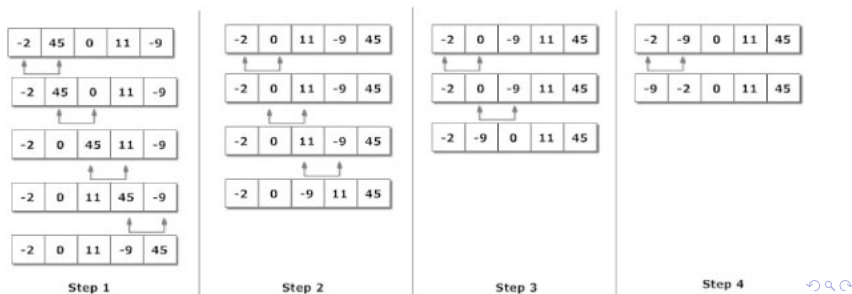 -2 45 0 11 -9
-2 45 0 11 -9
-2 0 45 11 -9
-2 0 11 45 -9
-2 0 11 -9 45
Step 1
-2 0 11 -9 45
-2 0 11 -9 45
-2 0 11 -9 45
-2 0 -9 11 45
Step 2
-2 0 -9 11 45
-2 0 -9 11 45
-2 -9 0 11 45
Step 3
-2 -9 0 11 45
-9 -2 0 11 45
Step 4